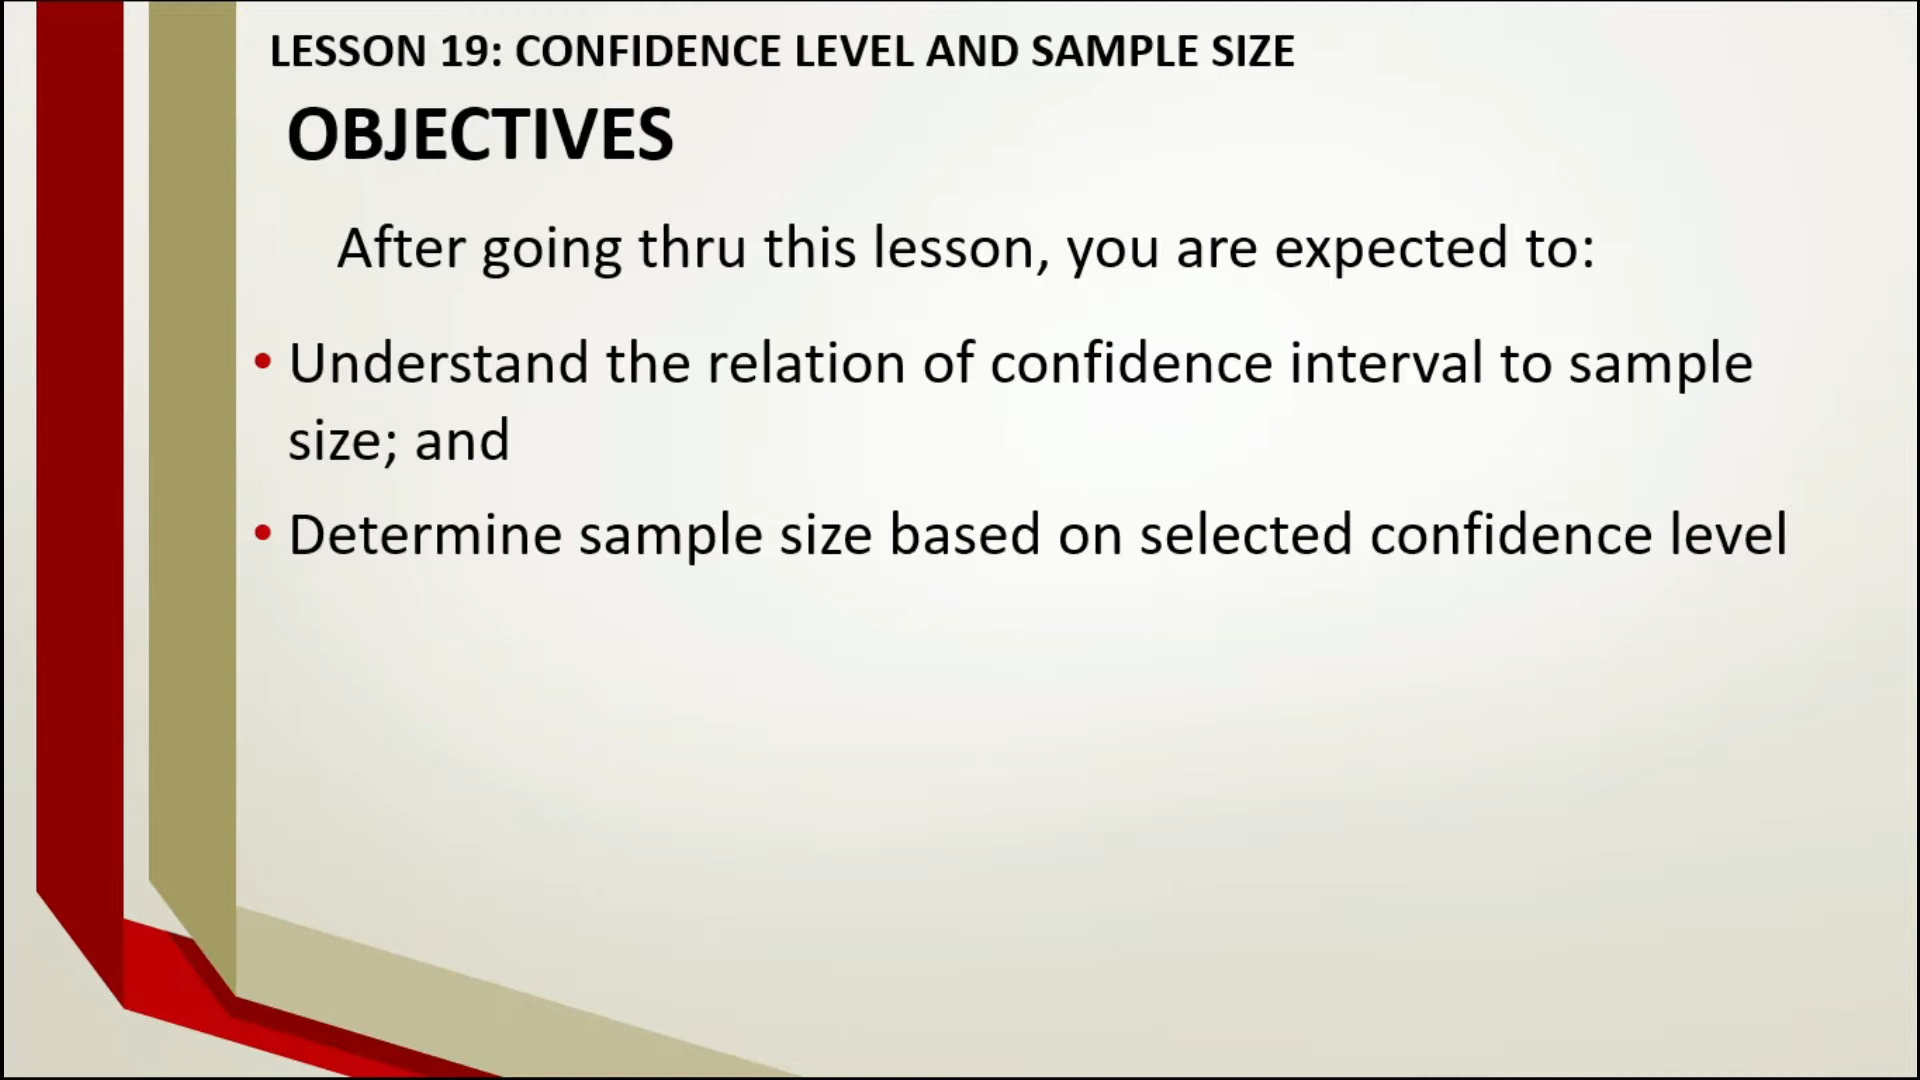 LESSON 19: CONFIDENCE LEVEL AND SAMPLE SIZE
OBJECTIVES
After going thru this lesson, you are expected to:
• Understand the relation of confidence interval to sample
size; and
• Determine sample size based on selected confidence level